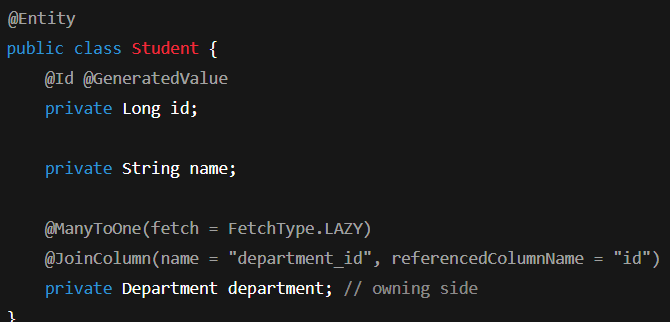 @Entity
public class Student {
    @Id @GeneratedValue
    private Long id;

    private String name;

    @ManyToOne(fetch = FetchType.LAZY)
    @JoinColumn(name = "department_id", referencedColumnName = "id")
    private Department department; // owning side
}